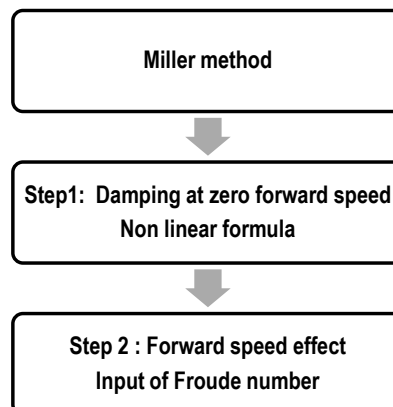 Miller method
Step1: Damping at zero forward speed
Non linear formula
Step 2 : Forward speed effect
Input of Froude number